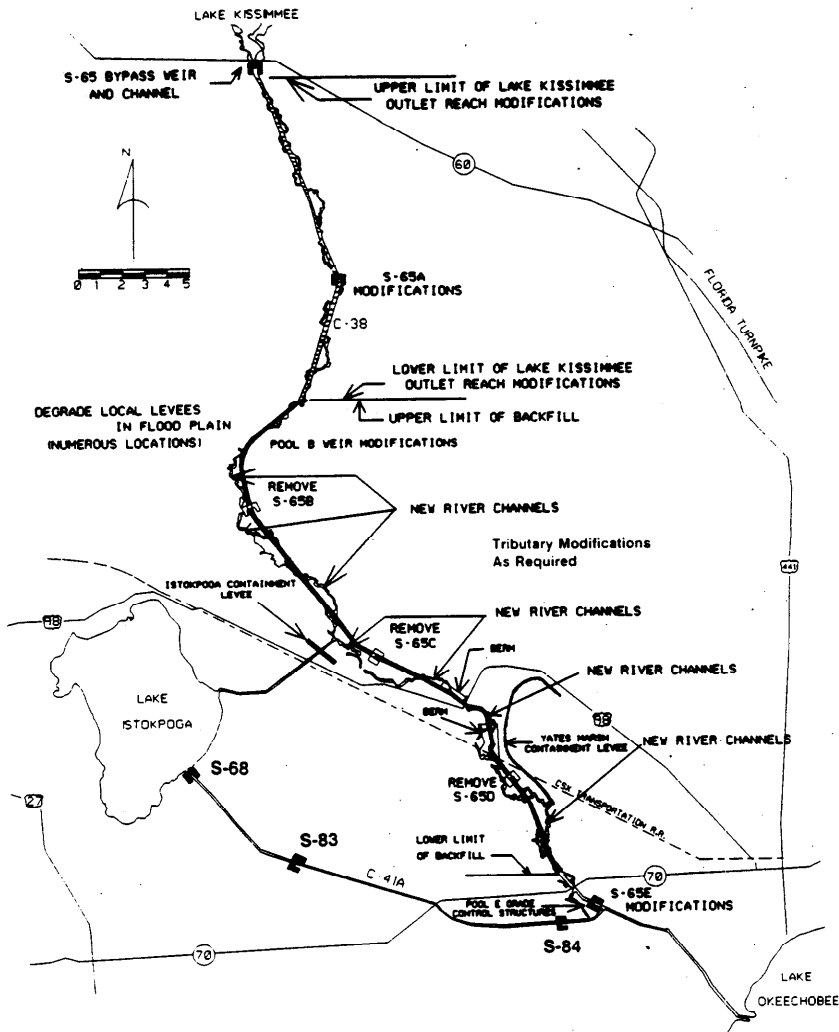 LAKE KISSIMMEE
S-65 BYPASS WEIR
AND CHANNEL
UPPER LIMIT OF LAKE KISSIMMEE
OUTLET REACH MODIFICATIONS
N
60
0 1 2 3 4 5
S-65A
MODIFICATIONS
FLORIDA TURNPIKE
C-38
LOWER LIMIT OF LAKE KISSIMMEE
OUTLET REACH MODIFICATIONS
DEGRADE LOCAL LEVEES
IN FLOOD PLAIN
(NUMEROUS LOCATIONS)
UPPER LIMIT OF BACKFILL
POOL B WEIR MODIFICATIONS
REMOVE
S-65B
NEW RIVER CHANNELS
Tributary Modifications
As Required
441
ISTOKPOGA CONTAINMENT
LEVEE
98
NEW RIVER CHANNELS
REMOVE
S-65C
BERM
NEW RIVER CHANNELS
LAKE
ISTOKPOGA
BERM
98
YATES MARSH
CONTAINMENT LEVEE
NEW RIVER CHANNELS
S-68
REMOVE
S-65D
CSX TRANSPORTATION R.R.
27
S-83
LOWER LIMIT
OF BACKFILL
C-41A
70
S-65E
MODIFICATIONS
POOL E GRADE
CONTROL STRUCTURES
S-84
70
LAKE
OKEECHOBEE